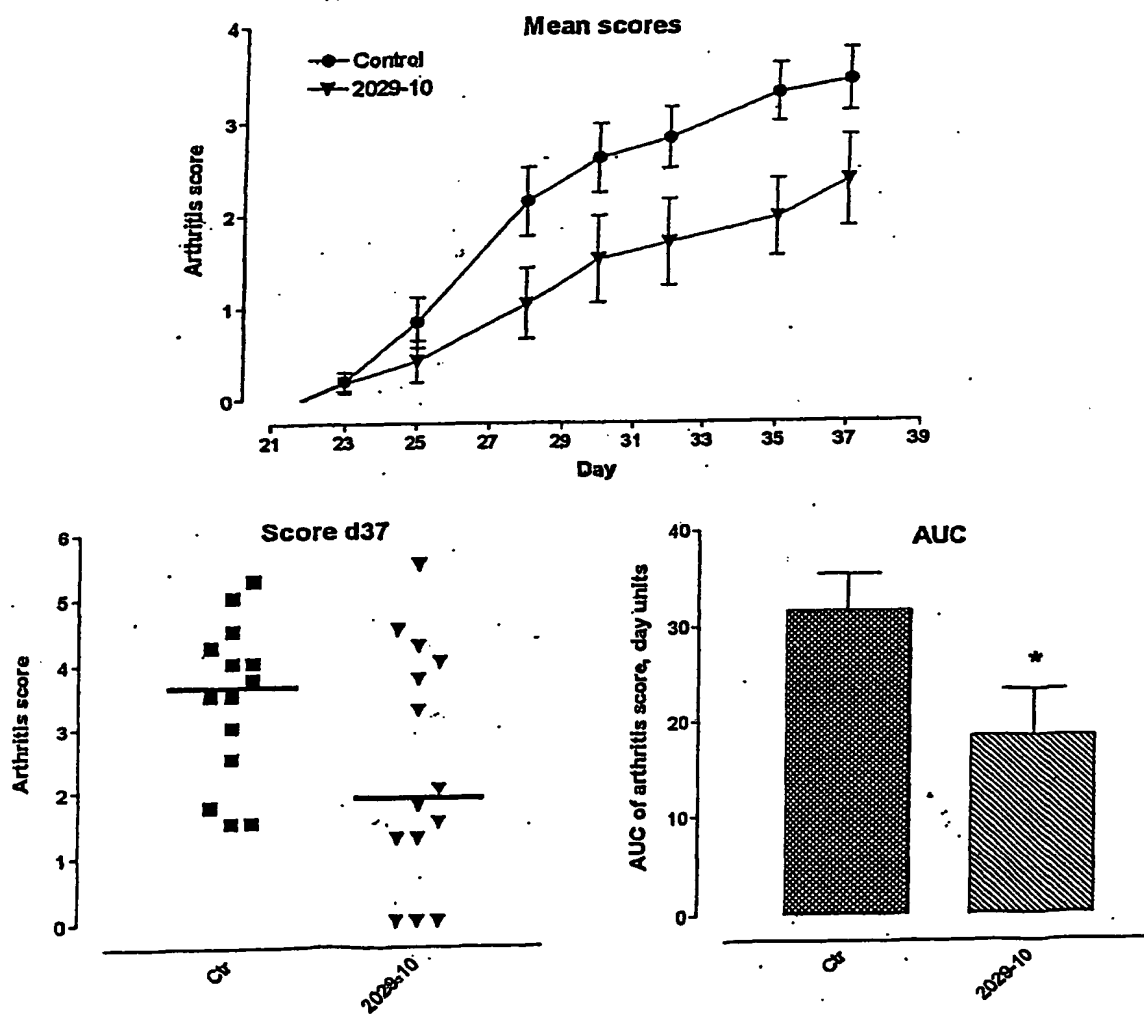 Mean scores
4
3
2
1
0
Arthritis score
Control
2029-10
21 23 25 27 29 31 33 35 37 39
Day
Score d37
6
5
4
3
2
1
0
Arthritis score
Ctr
2029-10
AUC
40
30
20
10
0
AUC of arthritis score, day units
*
Ctr
2029-10